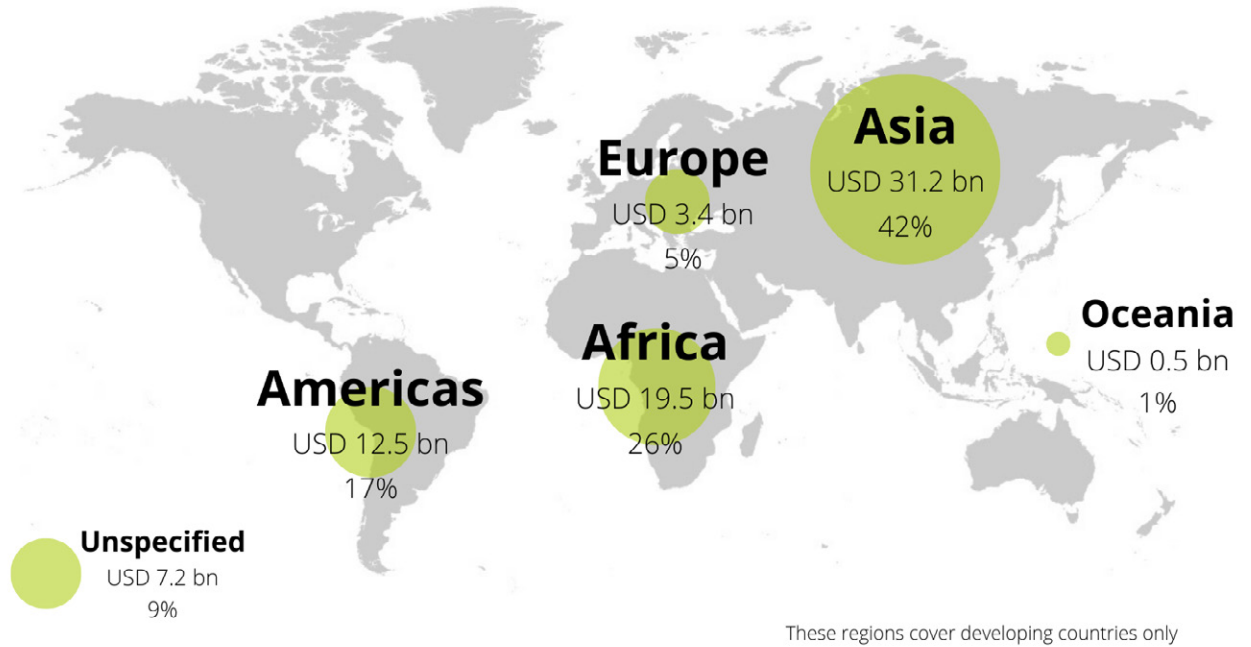 Asia
USD 31.2 bn
42%
Europe
USD 3.4 bn
5%
Oceania
USD 0.5 bn
1%
Africa
USD 19.5 bn
26%
Americas
USD 12.5 bn
17%
Unspecified
USD 7.2 bn
9%
These regions cover developing countries only